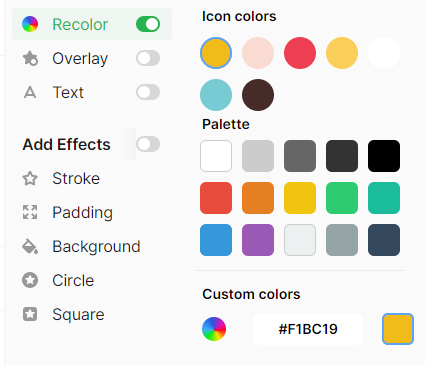 Recolor
Overlay
Text
Add Effects
Stroke
Padding
Background
Circle
Square
Icon colors
Palette
Custom colors
#F1BC19